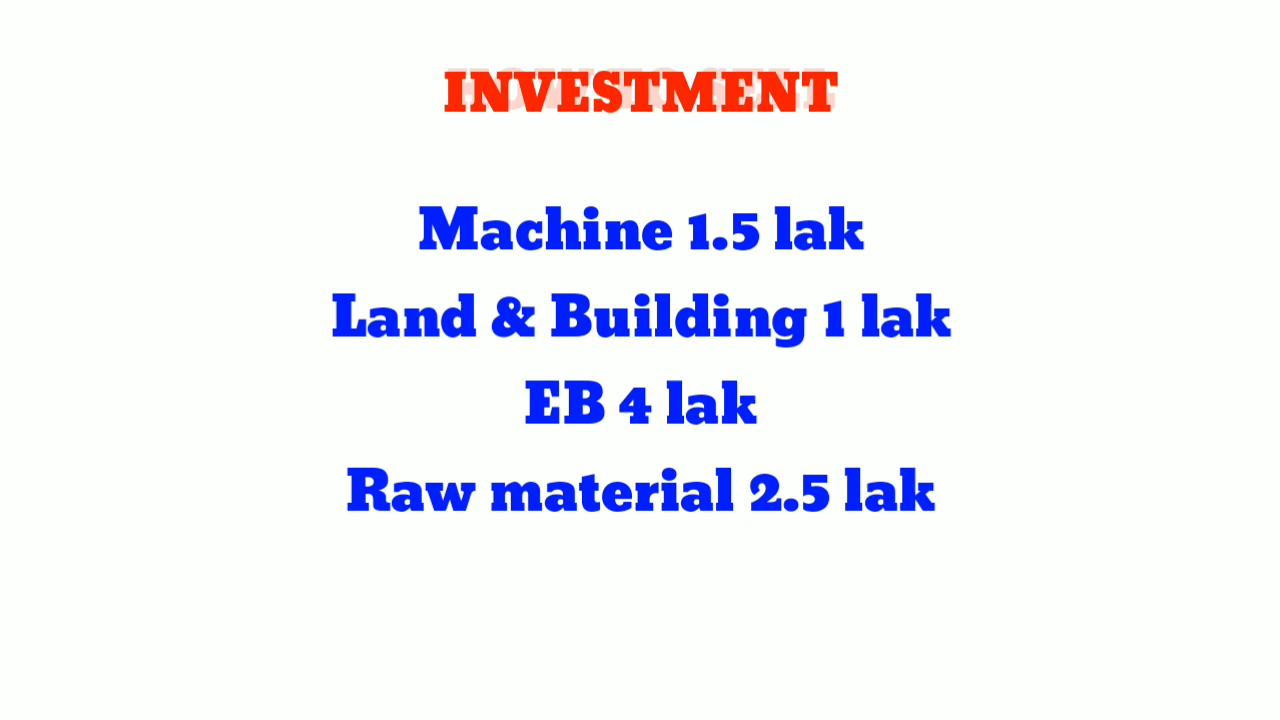 INVESTMENT
Machine 1.5 lak
Land & Building 1 lak
EB 4 lak
Raw material 2.5 lak